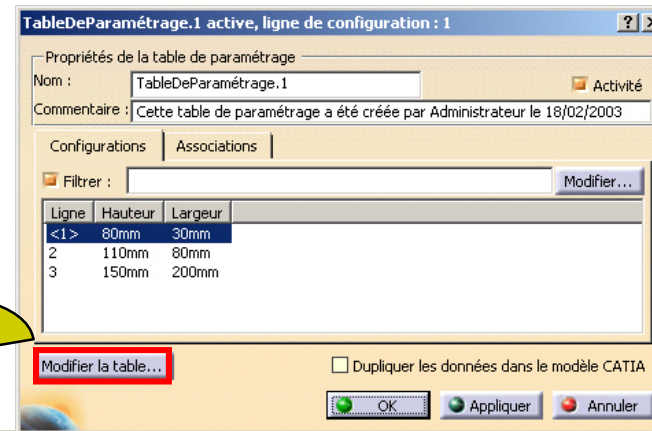 TableDeParamétrage.1 active, ligne de configuration : 1
Propriétés de la table de paramétrage
Nom : TableDeParamétrage.1 Activité
Commentaire : Cette table de paramétrage a été créée par Administrateur le 18/02/2003
Configurations Associations
Filtrer : Modifier...
Ligne Hauteur Largeur
<1> 80mm 30mm
2 110mm 80mm
3 150mm 200mm
Modifier la table... Dupliquer les données dans le modèle CATIA
OK Appliquer Annuler